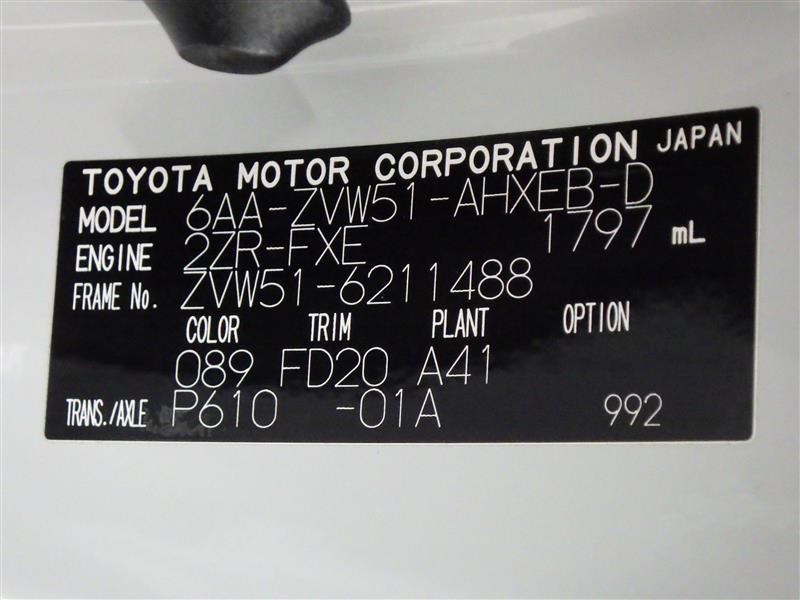 TOYOTA MOTOR CORPORATION JAPAN
MODEL 6AA-ZVW51-AHXEB-D
ENGINE 2ZR-FXE 1797 mL
FRAME No. ZVW51-6211488
COLOR TRIM PLANT OPTION
089 FD20 A41
TRANS./AXLE P610 -01A 992